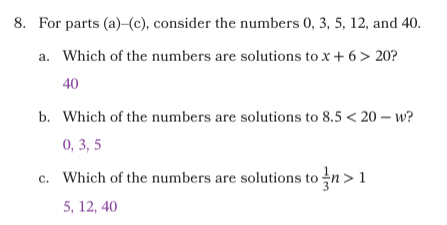 8. For parts (a)–(c), consider the numbers 0, 3, 5, 12, and 40.
a. Which of the numbers are solutions to x + 6 > 20?
40
b. Which of the numbers are solutions to 8.5 < 20 – w?
0, 3, 5
c. Which of the numbers are solutions to 1/3 n > 1
5, 12, 40